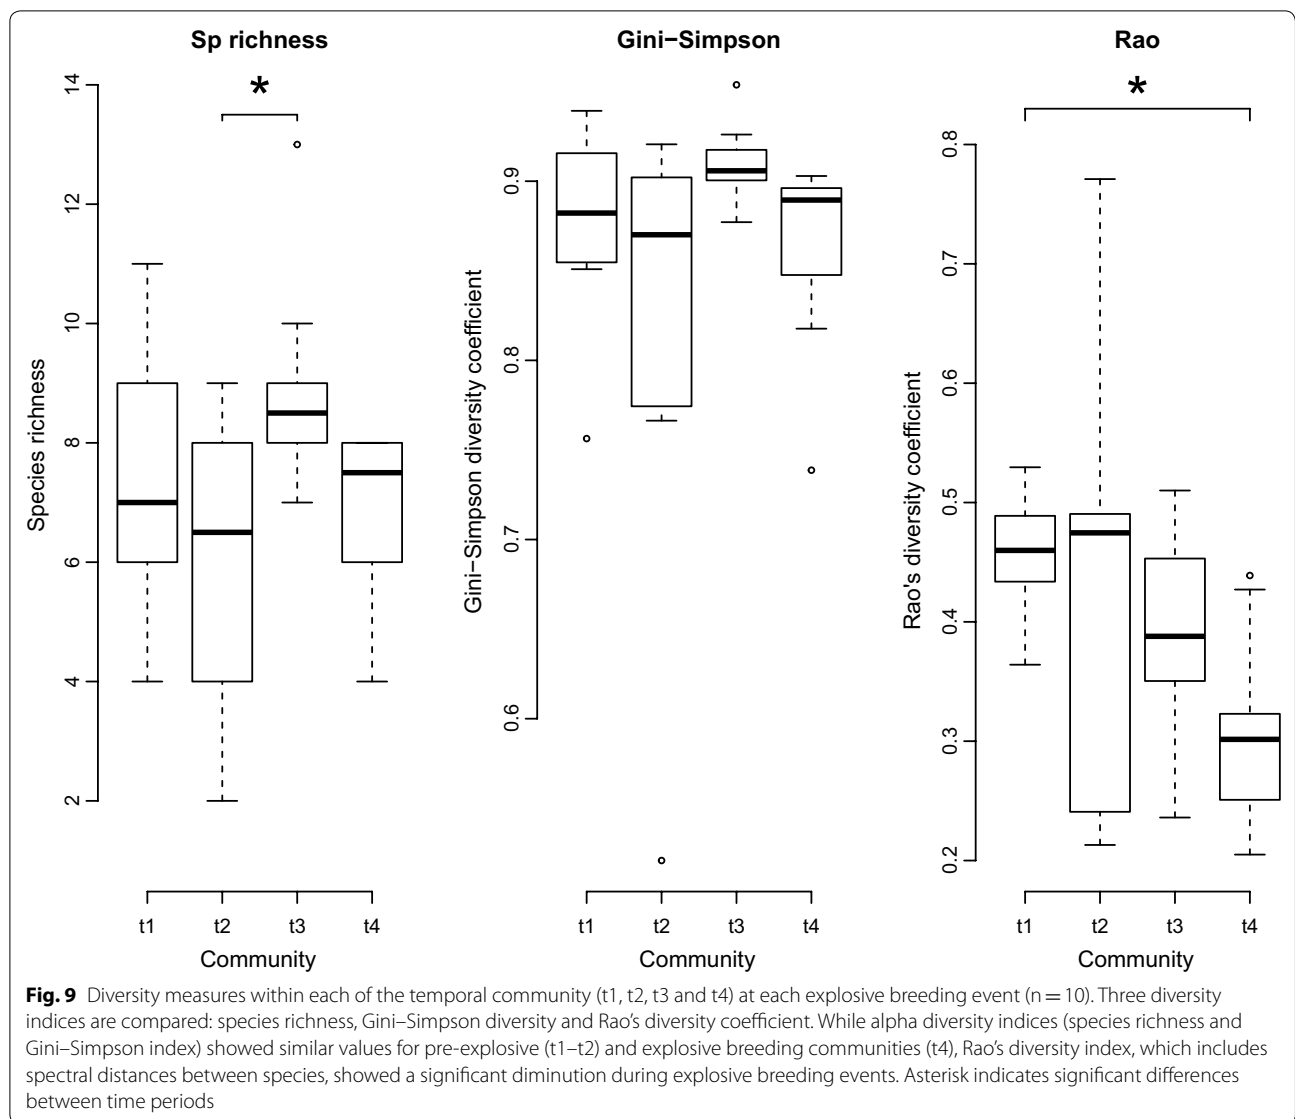 Sp richness
Gini−Simpson
Rao
*
*
14
12
10
8
6
4
2
Species richness
t1 t2 t3 t4
Community
0.9
0.8
0.7
0.6
Gini−Simpson diversity coefficient
t1 t2 t3 t4
Community
0.8
0.7
0.6
0.5
0.4
0.3
0.2
Rao's diversity coefficient
t1 t2 t3 t4
Community
Fig. 9 Diversity measures within each of the temporal community (t1, t2, t3 and t4) at each explosive breeding event (n = 10). Three diversity
indices are compared: species richness, Gini–Simpson diversity and Rao’s diversity coefficient. While alpha diversity indices (species richness and
Gini–Simpson index) showed similar values for pre-explosive (t1–t2) and explosive breeding communities (t4), Rao’s diversity index, which includes
spectral distances between species, showed a significant diminution during explosive breeding events. Asterisk indicates significant differences
between time periods